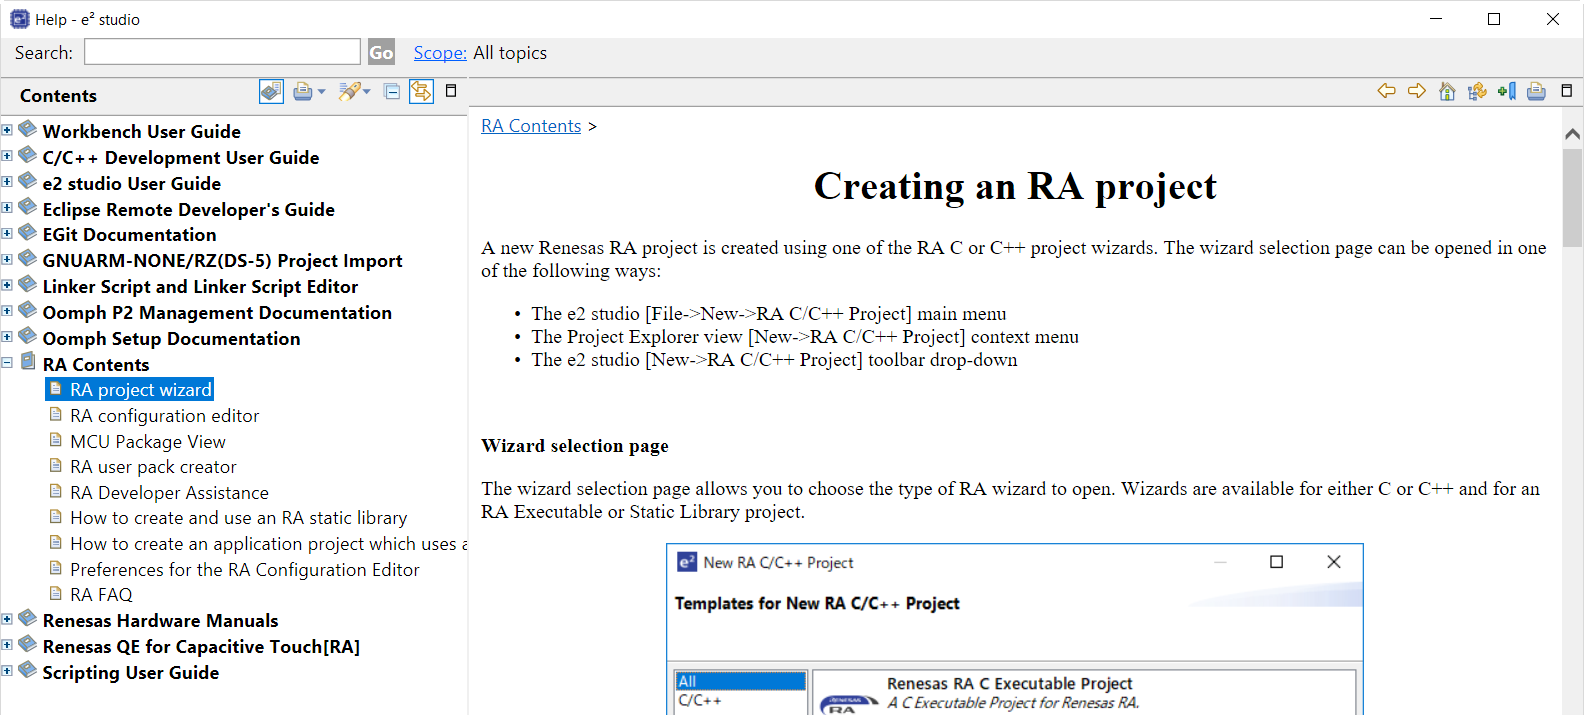 Help - e² studio
Search:
Go
Scope: All topics
Contents
Workbench User Guide
C/C++ Development User Guide
e2 studio User Guide
Eclipse Remote Developer's Guide
EGit Documentation
GNUARM-NONE/RZ(DS-5) Project Import
Linker Script and Linker Script Editor
Oomph P2 Management Documentation
Oomph Setup Documentation
RA Contents
RA project wizard
RA configuration editor
MCU Package View
RA user pack creator
RA Developer Assistance
How to create and use an RA static library
How to create an application project which uses a
Preferences for the RA Configuration Editor
RA FAQ
Renesas Hardware Manuals
Renesas QE for Capacitive Touch[RA]
Scripting User Guide
RA Contents >
Creating an RA project
A new Renesas RA project is created using one of the RA C or C++ project wizards. The wizard selection page can be opened in one
of the following ways:
• The e2 studio [File->New->RA C/C++ Project] main menu
• The Project Explorer view [New->RA C/C++ Project] context menu
• The e2 studio [New->RA C/C++ Project] toolbar drop-down
Wizard selection page
The wizard selection page allows you to choose the type of RA wizard to open. Wizards are available for either C or C++ and for an
RA Executable or Static Library project.
e² New RA C/C++ Project
Templates for New RA C/C++ Project
All
C/C++
RENESAS
RA
Renesas RA C Executable Project
A C Executable Project for Renesas RA.